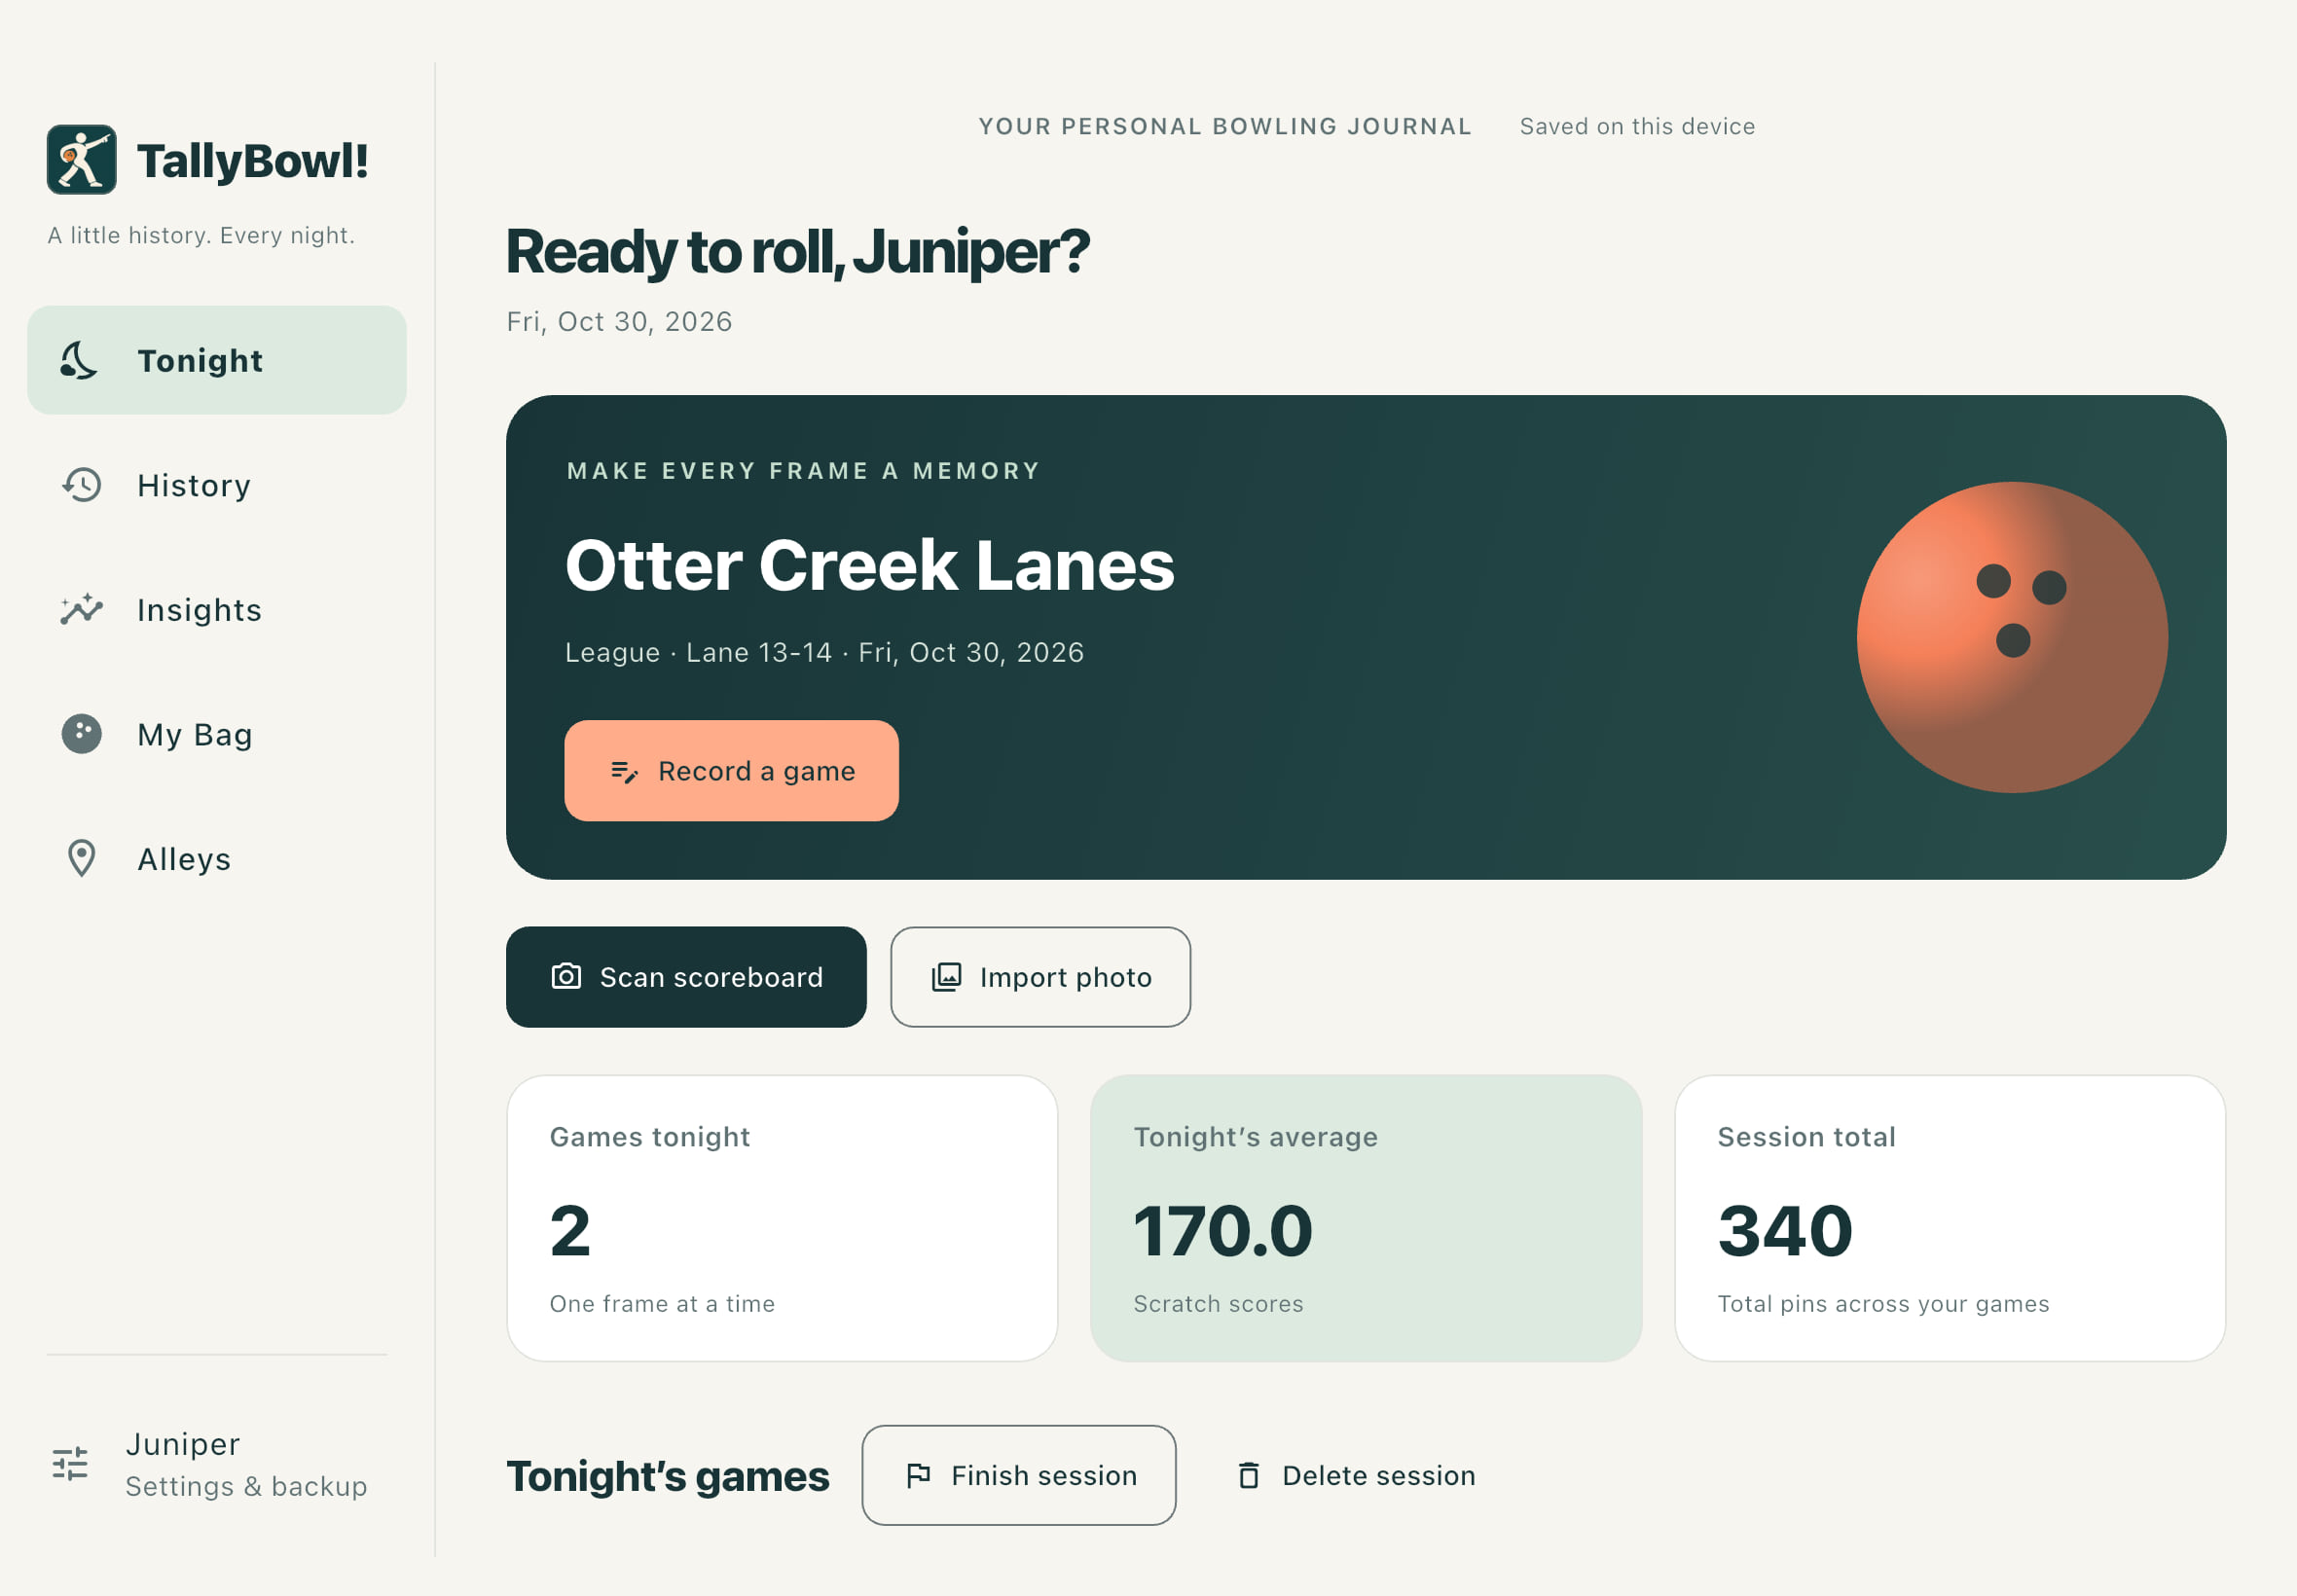 TallyBowl!
A little history. Every night.
Tonight
History
Insights
My Bag
Alleys
Juniper
Settings & backup
YOUR PERSONAL BOWLING JOURNAL
Saved on this device
Ready to roll, Juniper?
Fri, Oct 30, 2026
MAKE EVERY FRAME A MEMORY
Otter Creek Lanes
League · Lane 13-14 · Fri, Oct 30, 2026
Record a game
Scan scoreboard
Import photo
Games tonight
2
One frame at a time
Tonight’s average
170.0
Scratch scores
Session total
340
Total pins across your games
Tonight’s games
Finish session
Delete session